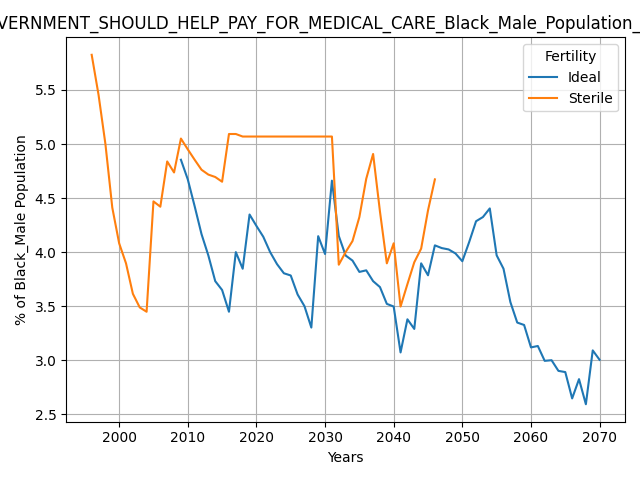 VERNMENT_SHOULD_HELP_PAY_FOR_MEDICAL_CARE_Black_Male_Population_
Fertility
Ideal
Sterile
% of Black_Male Population
5.5
5.0
4.5
4.0
3.5
3.0
2.5
2000 2010 2020 2030 2040 2050 2060 2070
Years